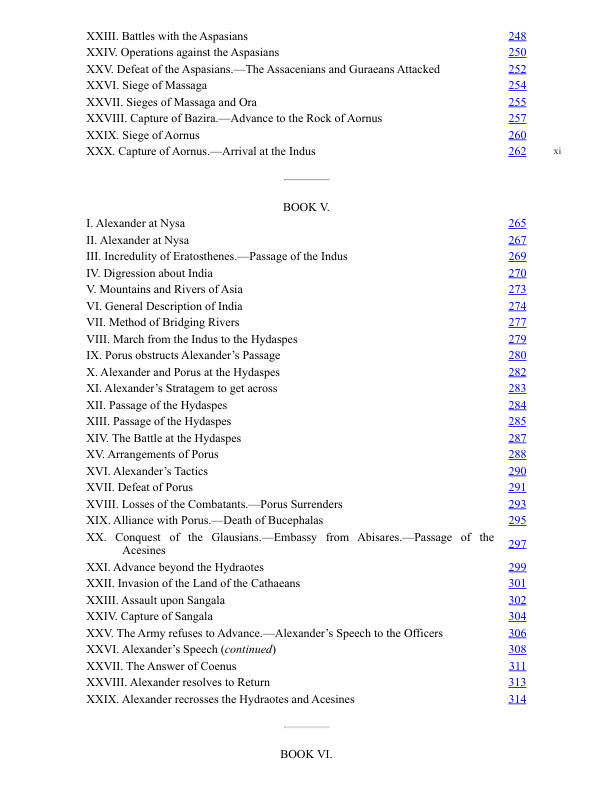 XXIII. Battles with the Aspasians 248
XXIV. Operations against the Aspasians 250
XXV. Defeat of the Aspasians.—The Assacenians and Guraeans Attacked 252
XXVI. Siege of Massaga 254
XXVII. Sieges of Massaga and Ora 255
XXVIII. Capture of Bazira.—Advance to the Rock of Aornus 257
XXIX. Siege of Aornus 260
XXX. Capture of Aornus.—Arrival at the Indus 262 xi
BOOK V.
I. Alexander at Nysa 265
II. Alexander at Nysa 267
III. Incredulity of Eratosthenes.—Passage of the Indus 269
IV. Digression about India 270
V. Mountains and Rivers of Asia 273
VI. General Description of India 274
VII. Method of Bridging Rivers 277
VIII. March from the Indus to the Hydaspes 279
IX. Porus obstructs Alexander’s Passage 280
X. Alexander and Porus at the Hydaspes 282
XI. Alexander’s Stratagem to get across 283
XII. Passage of the Hydaspes 284
XIII. Passage of the Hydaspes 285
XIV. The Battle at the Hydaspes 287
XV. Arrangements of Porus 288
XVI. Alexander’s Tactics 290
XVII. Defeat of Porus 291
XVIII. Losses of the Combatants.—Porus Surrenders 293
XIX. Alliance with Porus.—Death of Bucephalas 295
XX. Conquest of the Glausians.—Embassy from Abisares.—Passage of the
Acesines 297
XXI. Advance beyond the Hydraotes 299
XXII. Invasion of the Land of the Cathaeans 301
XXIII. Assault upon Sangala 302
XXIV. Capture of Sangala 304
XXV. The Army refuses to Advance.—Alexander’s Speech to the Officers 306
XXVI. Alexander’s Speech (continued) 308
XXVII. The Answer of Coenus 311
XXVIII. Alexander resolves to Return 313
XXIX. Alexander recrosses the Hydraotes and Acesines 314
BOOK VI.